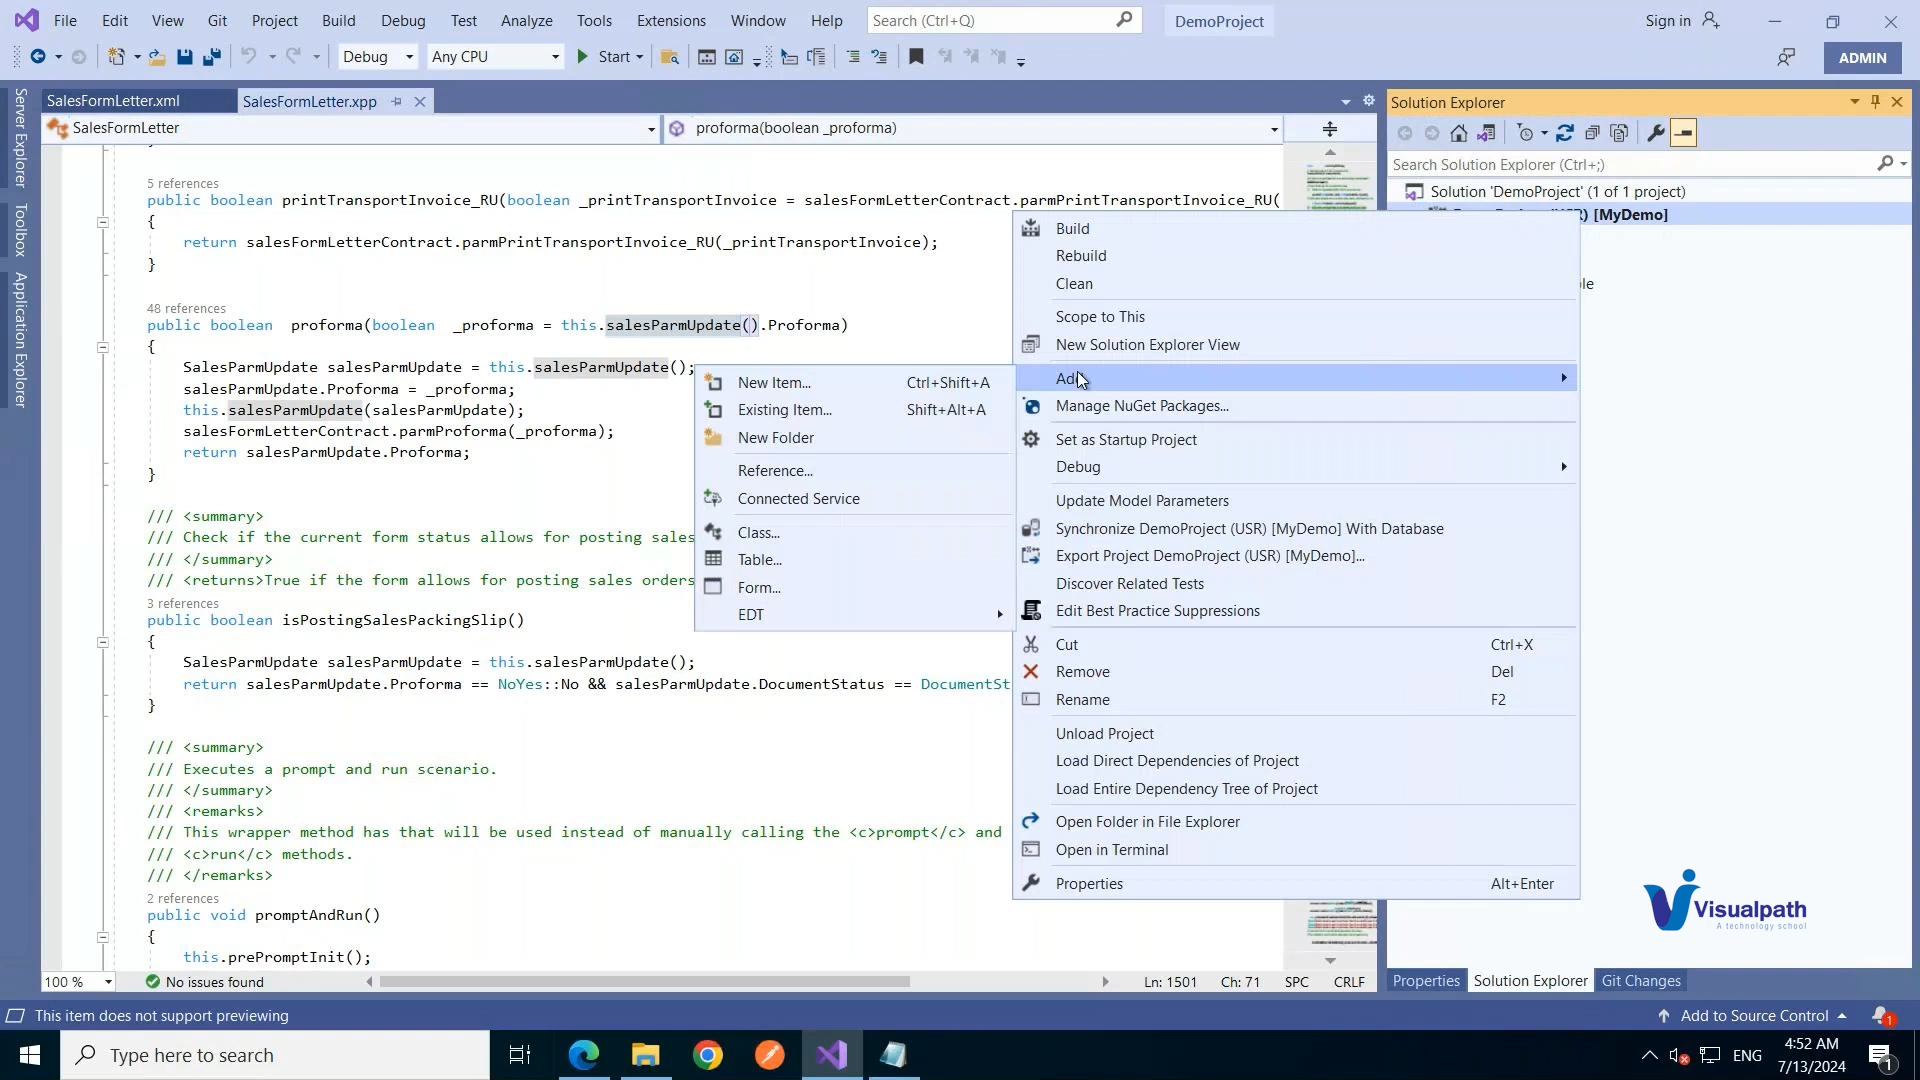 File Edit View Git Project Build Debug Test Analyze Tools Extensions Window Help Search (Ctrl+Q) DemoProject Sign in
Debug Any CPU Start ADMIN
Server Explorer
Toolbox
Application Explorer
SalesFormLetter.xml SalesFormLetter.xpp
SalesFormLetter proforma(boolean _proforma)
5 references
public boolean printTransportInvoice_RU(boolean _printTransportInvoice = salesFormLetterContract.parmPrintTransportInvoice_RU(
{
return salesFormLetterContract.parmPrintTransportInvoice_RU(_printTransportInvoice);
}
48 references
public boolean proforma(boolean _proforma = this.salesParmUpdate().Proforma)
{
SalesParmUpdate salesParmUpdate = this.salesParmUpdate();
salesParmUpdate.Proforma = _proforma;
this.salesParmUpdate(salesParmUpdate);
salesFormLetterContract.parmProforma(_proforma);
return salesParmUpdate.Proforma;
}
/// <summary>
/// Check if the current form status allows for posting sales
/// </summary>
/// <returns>True if the form allows for posting sales orders
3 references
public boolean isPostingSalesPackingSlip()
{
SalesParmUpdate salesParmUpdate = this.salesParmUpdate();
return salesParmUpdate.Proforma == NoYes::No && salesParmUpdate.DocumentStatus == DocumentSt
}
/// <summary>
/// Executes a prompt and run scenario.
/// </summary>
/// <remarks>
/// This wrapper method has that will be used instead of manually calling the <c>prompt</c> and
/// <c>run</c> methods.
/// </remarks>
2 references
public void promptAndRun()
{
this.prePromptInit();
New Item... Ctrl+Shift+A
Existing Item... Shift+Alt+A
New Folder
Reference...
Connected Service
Class...
Table...
Form...
EDT
Build
Rebuild
Clean
Scope to This
New Solution Explorer View
Add
Manage NuGet Packages...
Set as Startup Project
Debug
Update Model Parameters
Synchronize DemoProject (USR) [MyDemo] With Database
Export Project DemoProject (USR) [MyDemo]...
Discover Related Tests
Edit Best Practice Suppressions
Cut Ctrl+X
Remove Del
Rename F2
Unload Project
Load Direct Dependencies of Project
Load Entire Dependency Tree of Project
Open Folder in File Explorer
Open in Terminal
Properties Alt+Enter
Solution Explorer
Search Solution Explorer (Ctrl+;)
Solution 'DemoProject' (1 of 1 project)
[MyDemo]
le
Visualpath
A technology school
100 % No issues found Ln: 1501 Ch: 71 SPC CRLF
Properties Solution Explorer Git Changes
This item does not support previewing Add to Source Control 1
Type here to search ENG 4:52 AM
7/13/2024 1